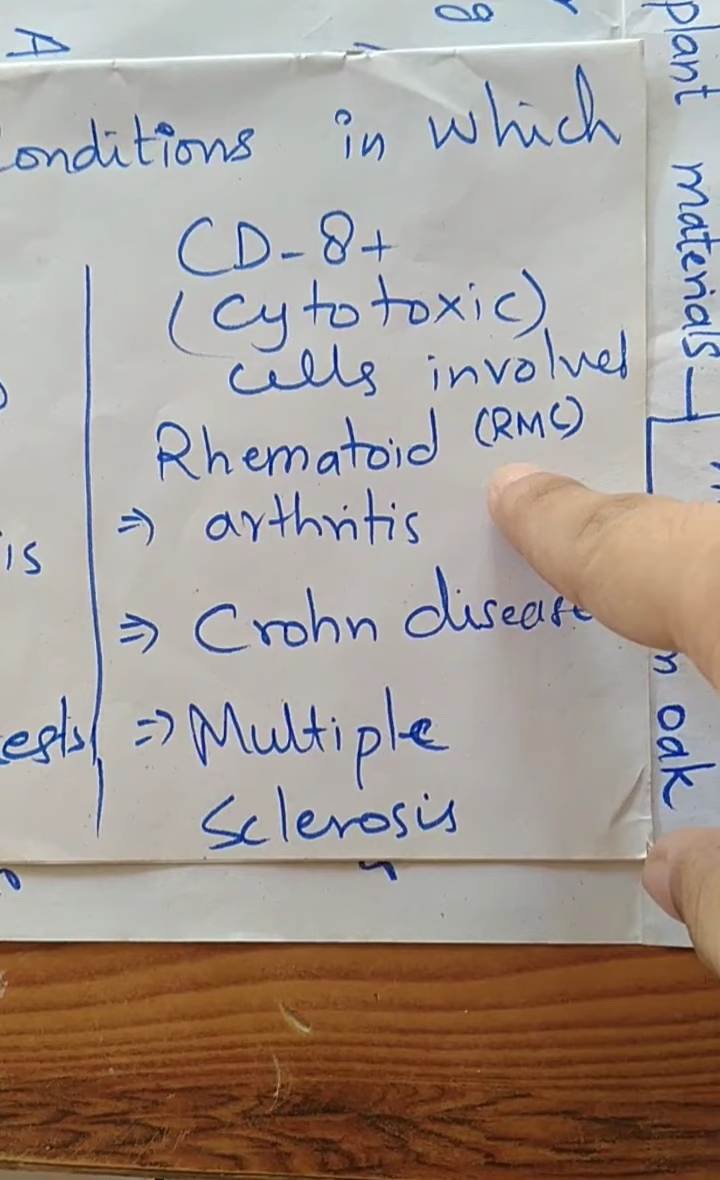 onditions in which
CD-8+
(Cytotoxic)
cells involved
Rhematoid (RMC)
⇒ arthritis
⇒ Crohn disease
⇒ Multiple
Sclerosis
is
ests
plant materials
oak